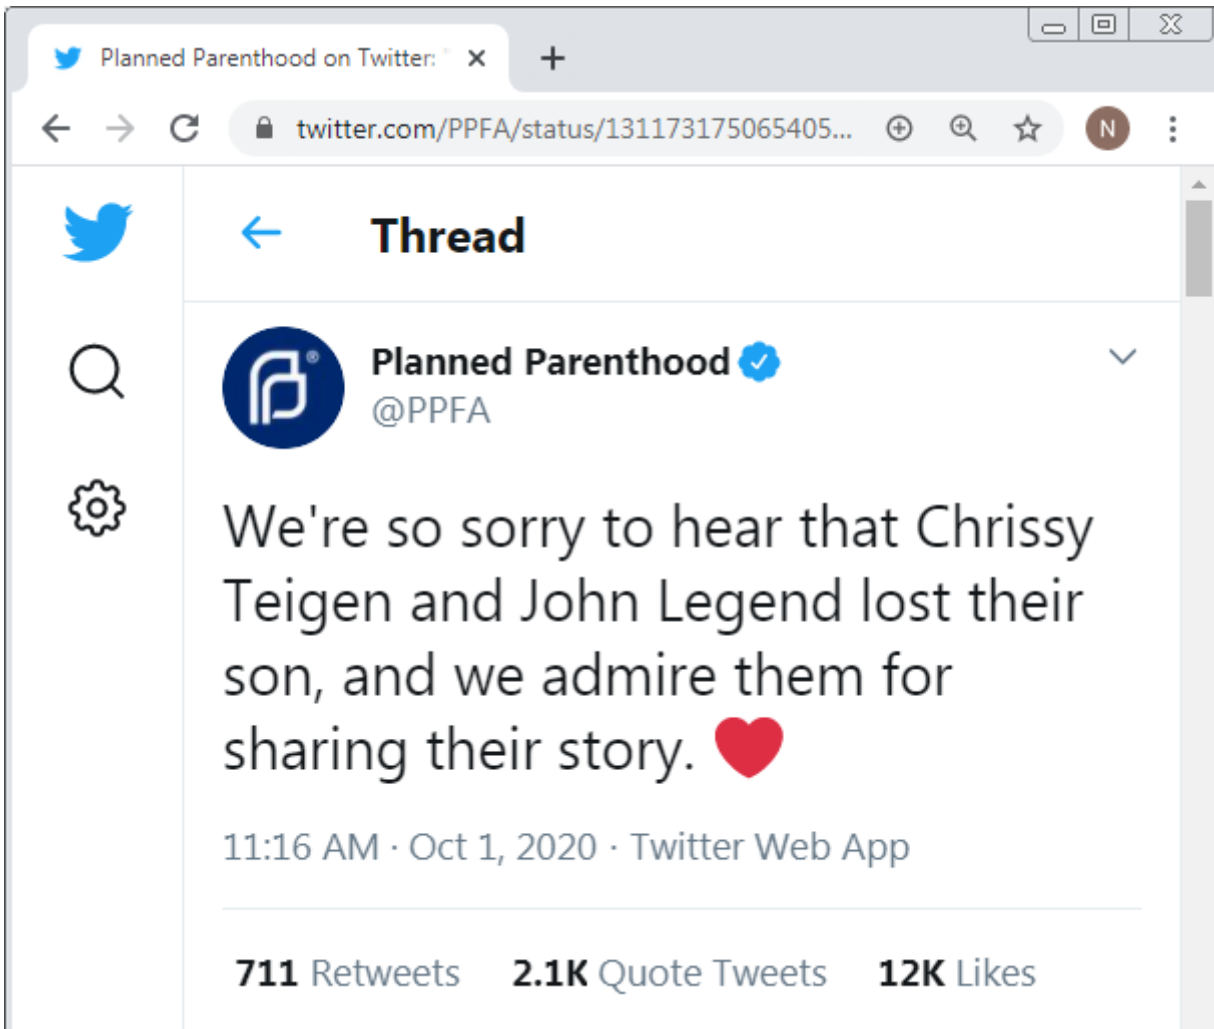 Planned Parenthood on Twitter: "
twitter.com/PPFA/status/131173175065405...
N
Thread
Planned Parenthood
@PPFA
We're so sorry to hear that Chrissy
Teigen and John Legend lost their
son, and we admire them for
sharing their story. ❤
11:16 AM · Oct 1, 2020 · Twitter Web App
711 Retweets 2.1K Quote Tweets 12K Likes